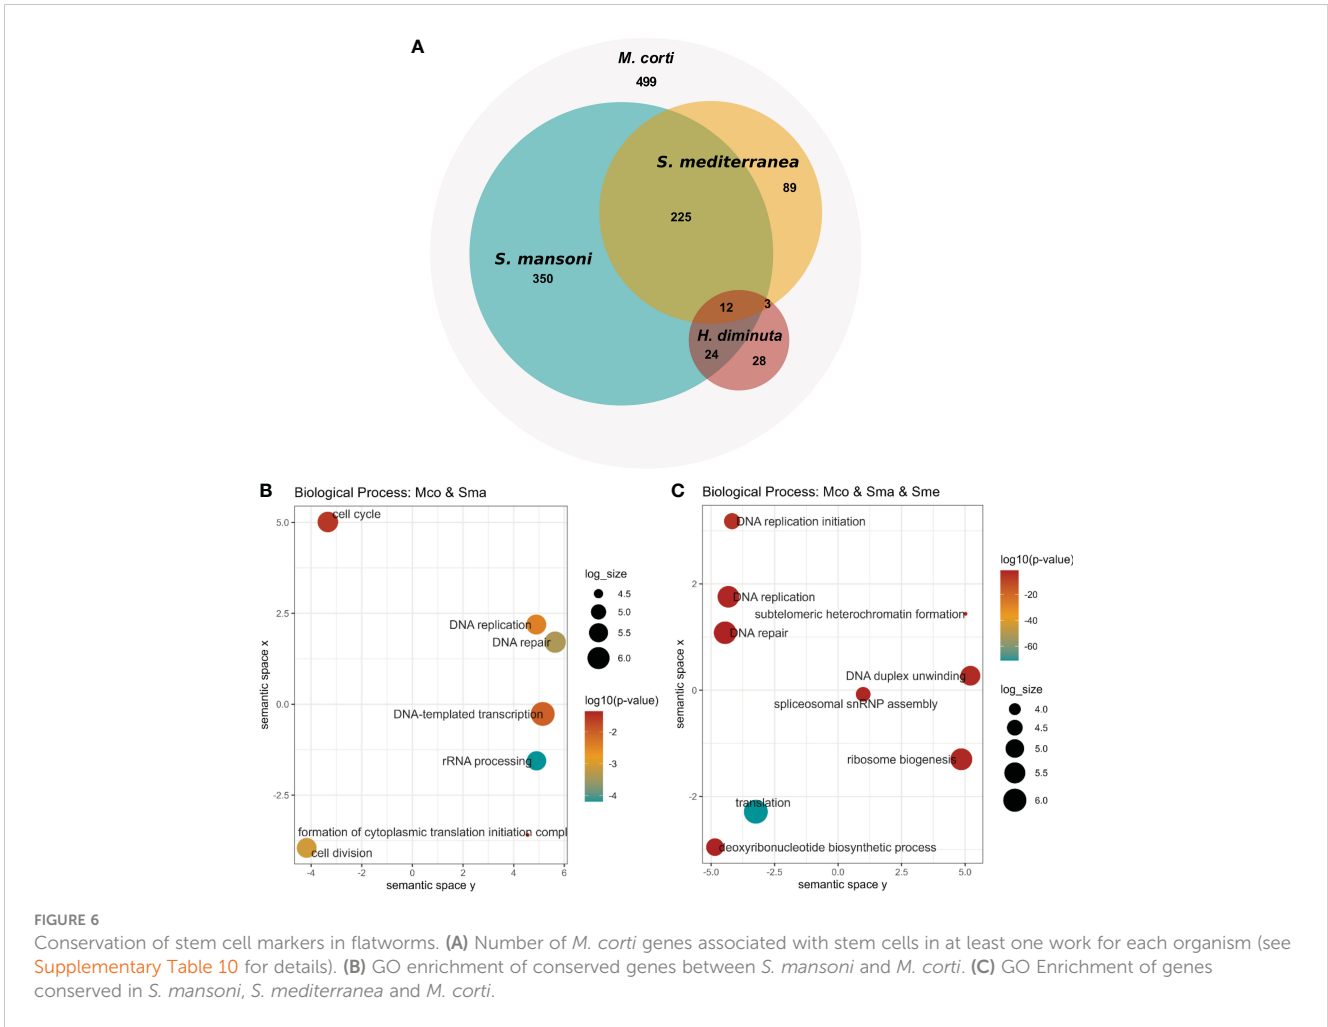 A
M. corti
499
S. mediterranea
89
225
S. mansoni
350
12
3
H. diminuta
24
28
B
Biological Process: Mco & Sma
cell cycle
DNA replication
DNA repair
DNA-templated transcription
rRNA processing
formation of cytoplasmic translation initiation compl
cell division
5.0
2.5
0.0
-2.5
semantic space x
-4
-2
0
2
4
6
semantic space y
log_size
4.5
5.0
5.5
6.0
log10(p-value)
-2
-3
-4
C
Biological Process: Mco & Sma & Sme
DNA replication initiation
DNA replication
subtelomeric heterochromatin formation
DNA repair
DNA duplex unwinding
spliceosomal snRNP assembly
ribosome biogenesis
translation
deoxyribonucleotide biosynthetic process
2
0
-2
semantic space x
-5.0
-2.5
0.0
2.5
5.0
semantic space y
log10(p-value)
-20
-40
-60
log_size
4.0
4.5
5.0
5.5
6.0
FIGURE 6
Conservation of stem cell markers in flatworms. (A) Number of M. corti genes associated with stem cells in at least one work for each organism (see
Supplementary Table 10 for details). (B) GO enrichment of conserved genes between S. mansoni and M. corti. (C) GO Enrichment of genes
conserved in S. mansoni, S. mediterranea and M. corti.